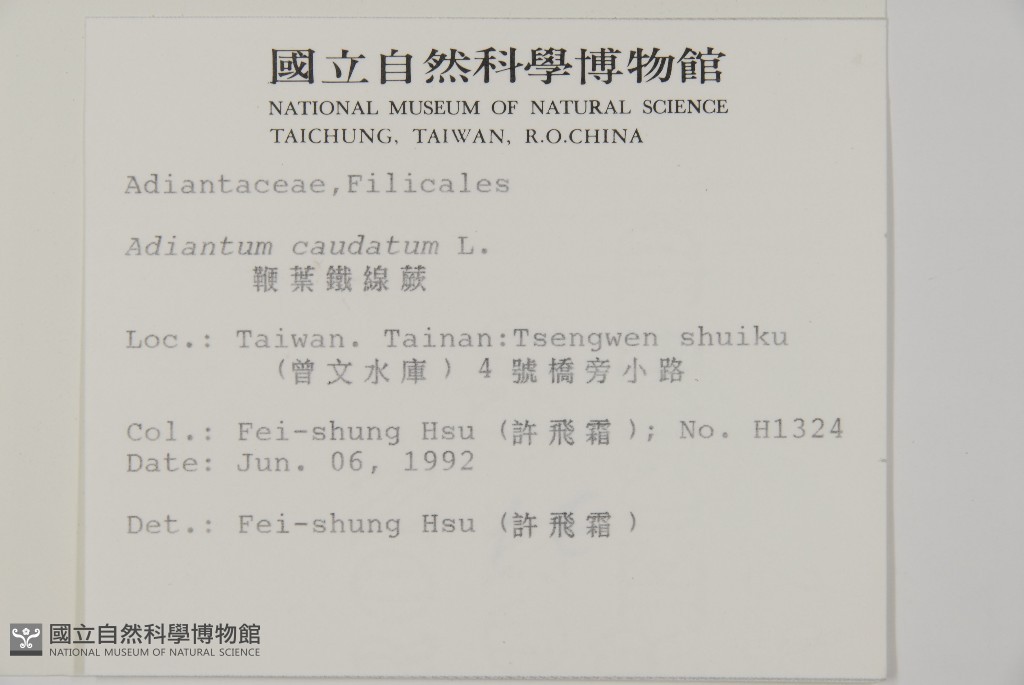 國立自然科學博物館
NATIONAL MUSEUM OF NATURAL SCIENCE
TAICHUNG, TAIWAN, R.O.CHINA
Adiantaceae,Filicales
Adiantum caudatum L.
鞭葉鐵線蕨
Loc.: Taiwan. Tainan:Tsengwen shuiku
(曾文水庫) 4 號橋旁小路
Col.: Fei-shung Hsu (許飛霜); No. H1324
Date: Jun. 06, 1992
Det.: Fei-shung Hsu (許飛霜)
國立自然科學博物館
NATIONAL MUSEUM OF NATURAL SCIENCE